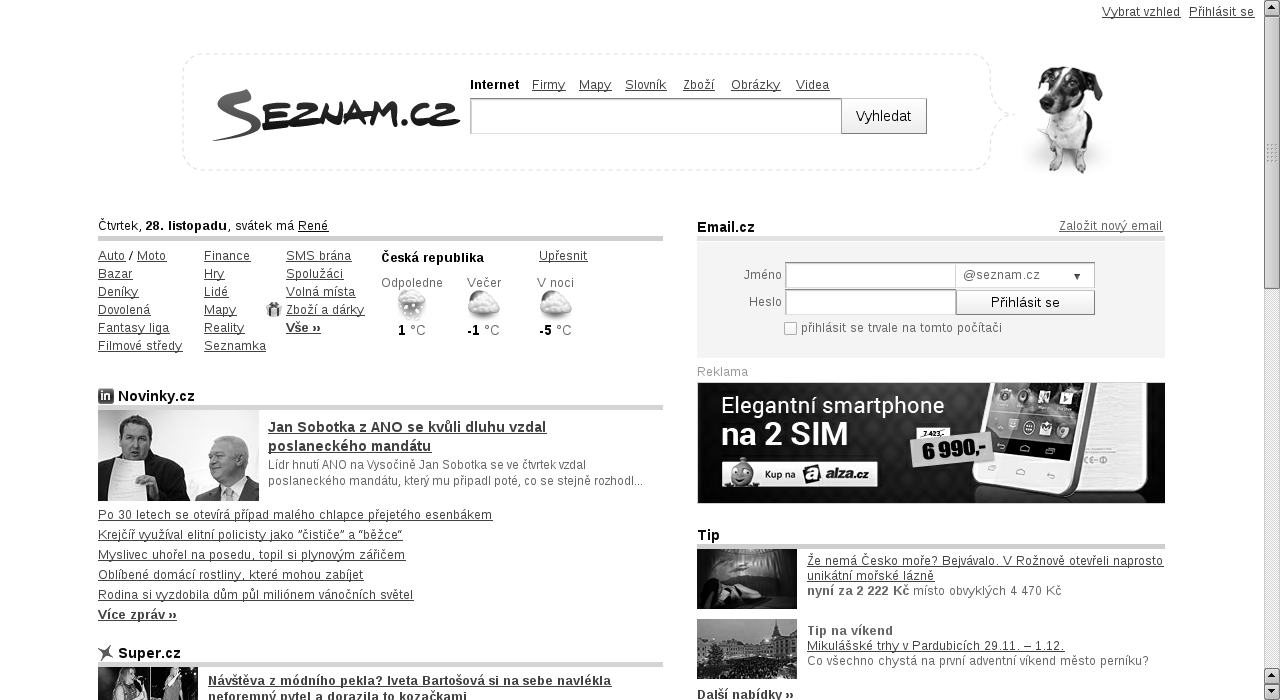 Vybrat vzhled Přihlásit se
Internet Firmy Mapy Slovník Zboží Obrázky Videa
Seznam.cz
Vyhledat
Čtvrtek, 28. listopadu, svátek má René
Auto / Moto
Bazar
Deníky
Dovolená
Fantasy liga
Filmové středy
Finance
Hry
Lidé
Mapy
Reality
Seznamka
SMS brána
Spolužáci
Volná místa
Zboží a dárky
Vše ››
Česká republika Upřesnit
Odpoledne Večer V noci
1 °C -1 °C -5 °C
Novinky.cz
Jan Sobotka z ANO se kvůli dluhu vzdal
poslaneckého mandátu
Lídr hnutí ANO na Vysočině Jan Sobotka se ve čtvrtek vzdal
poslaneckého mandátu, který mu připadl poté, co se stejně rozhodl...
Po 30 letech se otevírá případ malého chlapce přejetého esenbákem
Krejčíř využíval elitní policisty jako "čističe" a "běžce"
Myslivec uhořel na posedu, topil si plynovým zářičem
Oblíbené domácí rostliny, které mohou zabíjet
Rodina si vyzdobila dům půl miliónem vánočních světel
Více zpráv ››
Super.cz
Návštěva z módního pekla? Iveta Bartošová si na sebe navlékla
neforemný pytel a dorazila to kozačkami
Email.cz Založit nový email
Jméno @seznam.cz
Heslo Přihlásit se
přihlásit se trvale na tomto počítači
Reklama
Elegantní smartphone
na 2 SIM
7 423,-
6 990,-
Kup na alza.cz
Tip
Že nemá Česko moře? Bejvávalo. V Rožnově otevřeli naprosto
unikátní mořské lázně
nyní za 2 222 Kč místo obvyklých 4 470 Kč
Tip na víkend
Mikulášské trhy v Pardubicích 29.11. – 1.12.
Co všechno chystá na první adventní víkend město perníku?
Další nabídky ››